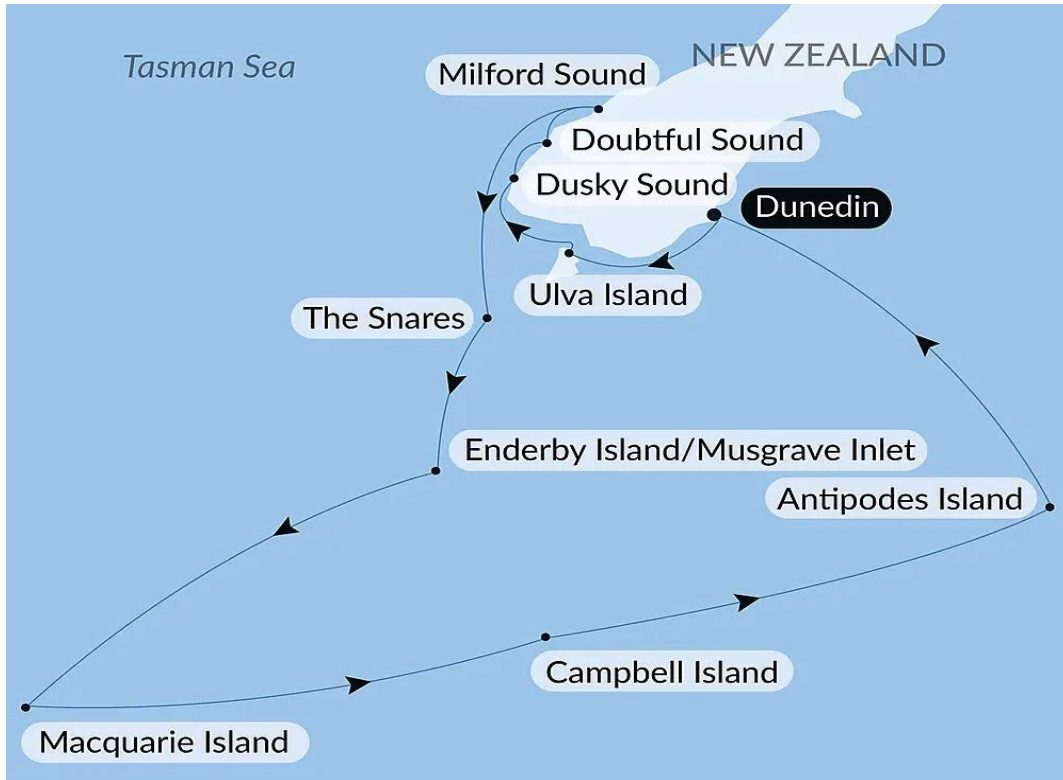 Tasman Sea
NEW ZEALAND
Milford Sound
Doubtful Sound
Dusky Sound
Dunedin
Ulva Island
The Snares
Enderby Island/Musgrave Inlet
Antipodes Island
Campbell Island
Macquarie Island